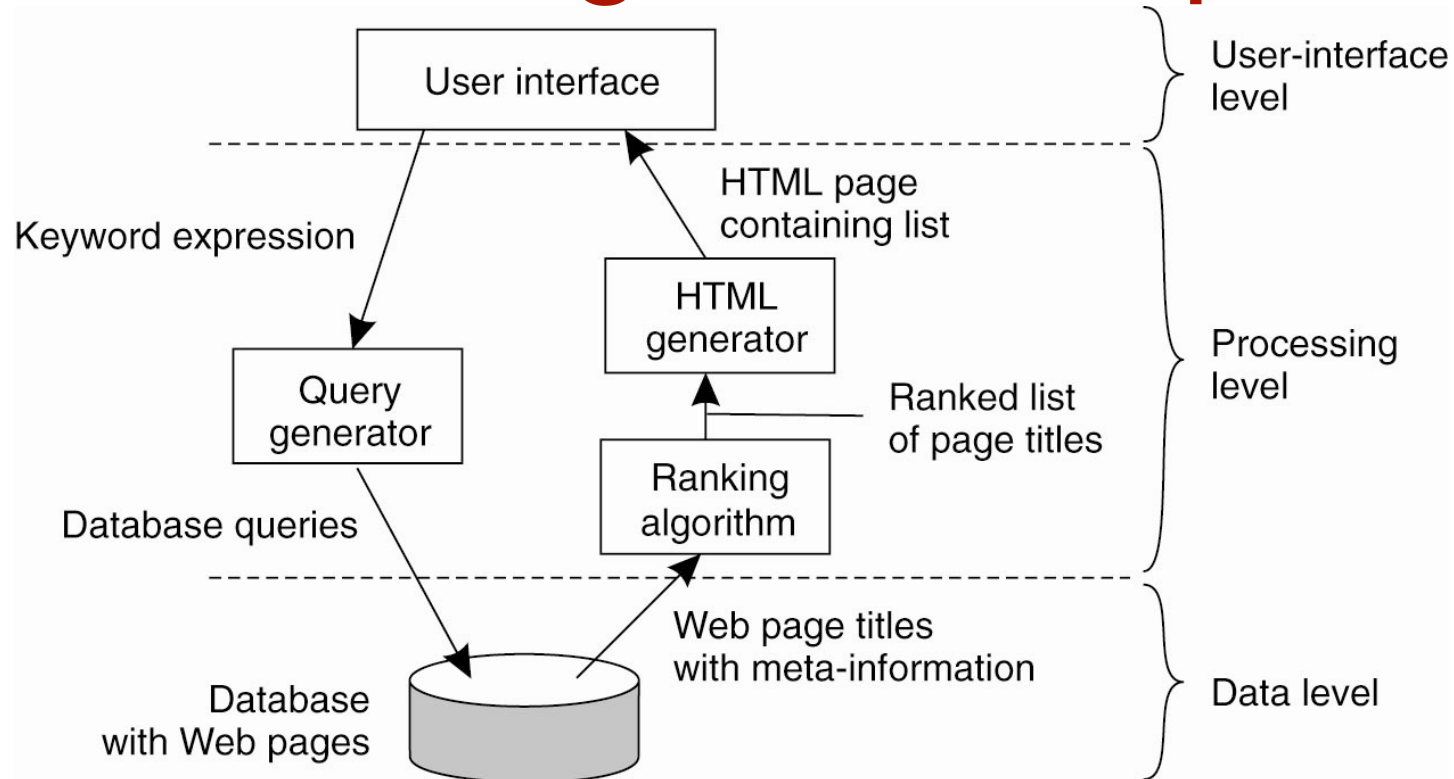 User interface
User-interface
level
Keyword expression
HTML page
containing list
HTML
generator
Processing
level
Query
generator
Ranked list
of page titles
Ranking
algorithm
Database queries
Web page titles
with meta-information
Database
with Web pages
Data level